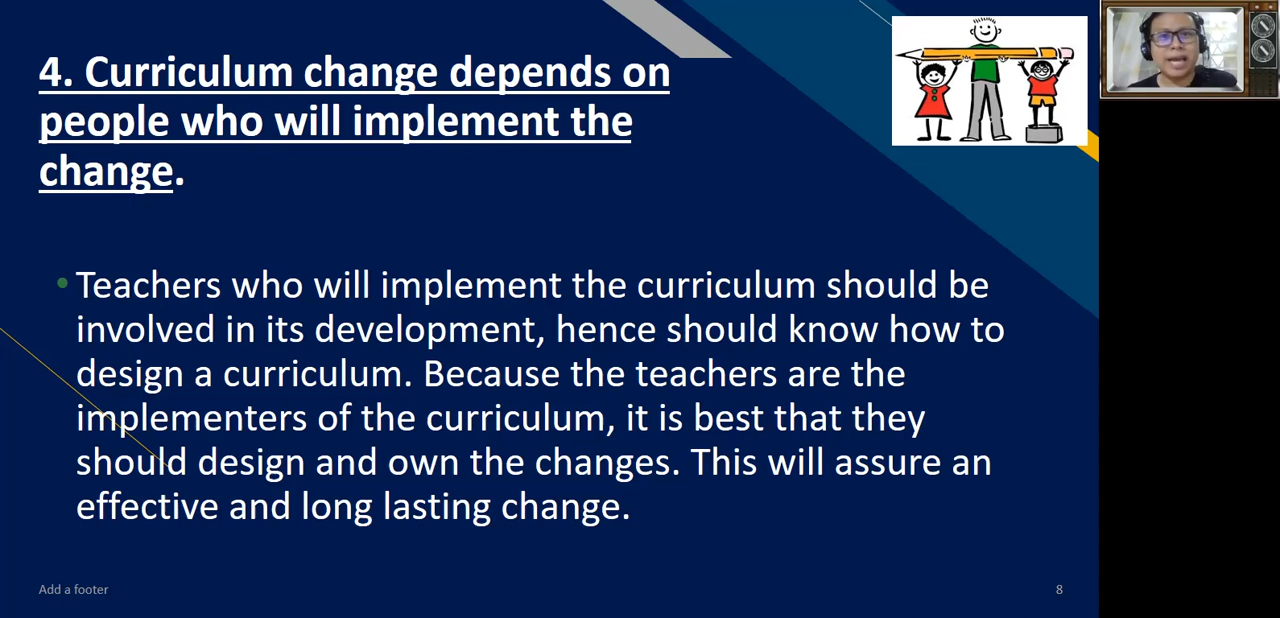 4. Curriculum change depends on
people who will implement the
change.
• Teachers who will implement the curriculum should be
involved in its development, hence should know how to
design a curriculum. Because the teachers are the
implementers of the curriculum, it is best that they
should design and own the changes. This will assure an
effective and long lasting change.
Add a footer
8